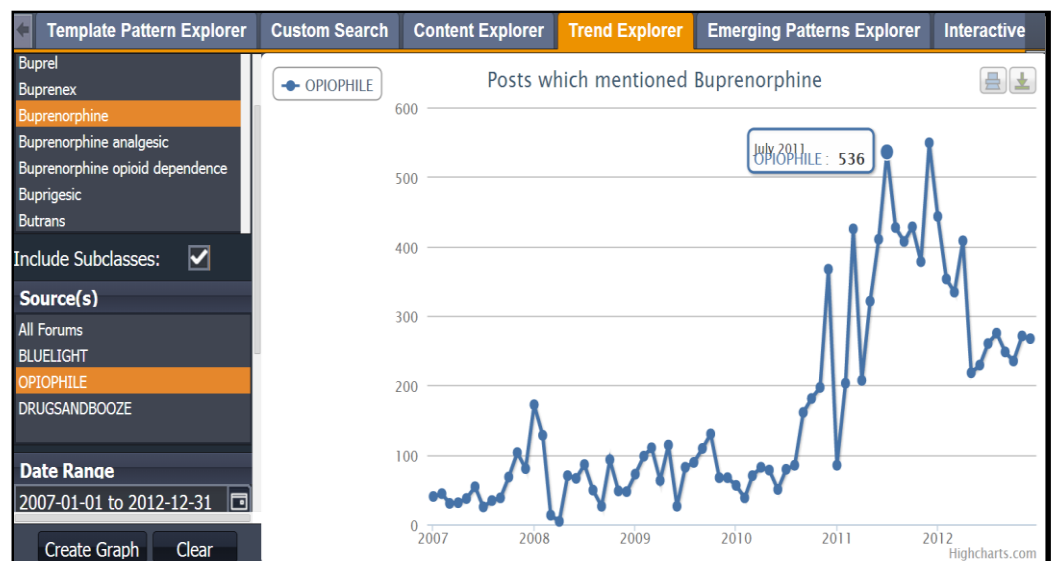 Template Pattern Explorer Custom Search Content Explorer Trend Explorer Emerging Patterns Explorer Interactive
Buprel
Buprenex
Buprenorphine
Buprenorphine analgesic
Buprenorphine opioid dependence
Buprigesic
Butrans
Include Subclasses:
Source(s)
All Forums
BLUELIGHT
OPIOPHILE
DRUGSANDBOOZE
Date Range
2007-01-01 to 2012-12-31
Create Graph Clear
OPIOPHILE
Posts which mentioned Buprenorphine
600
500
400
300
200
100
0
July 2011
OPIOPHILE : 536
2007 2008 2009 2010 2011 2012
Highcharts.com